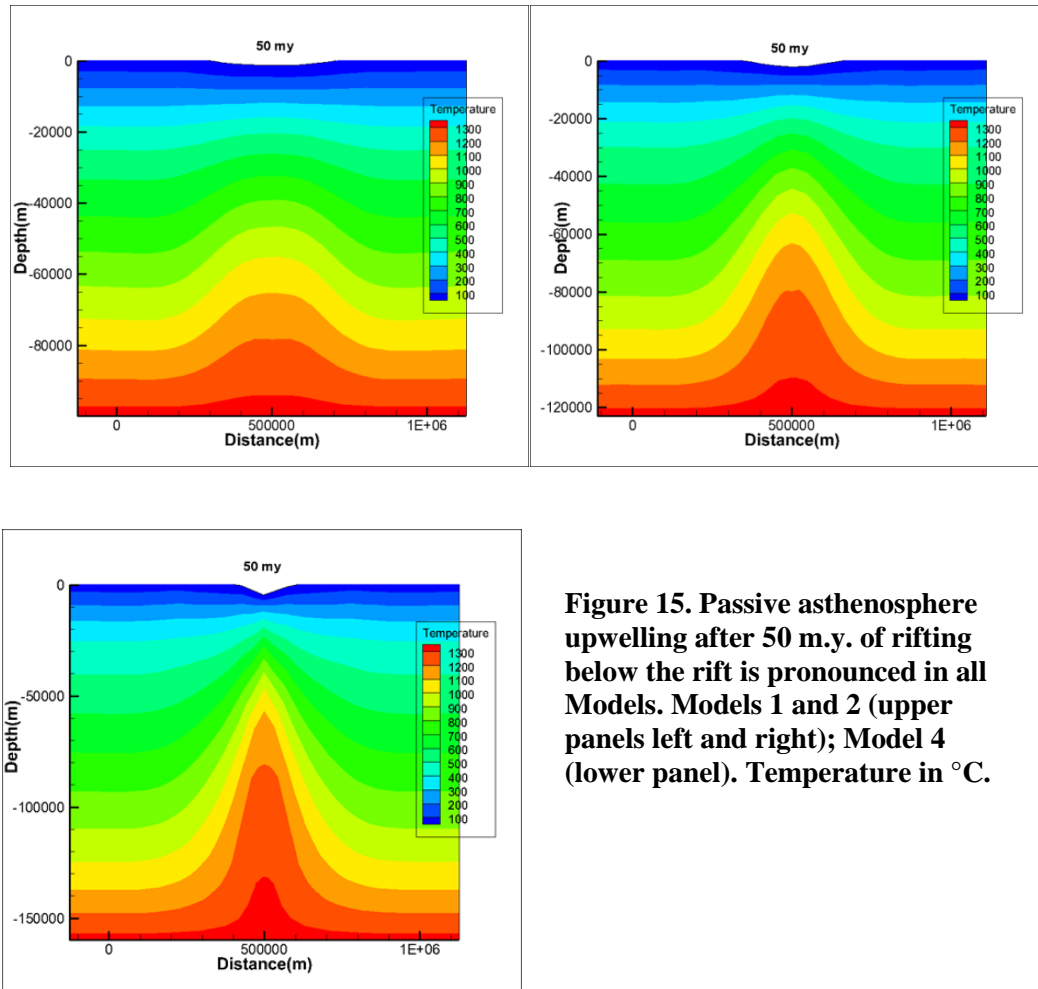 50 my
0
-20000
-40000
-60000
-80000
Depth(m)
0
500000
1E+06
Distance(m)
Temperature
1300
1200
1100
1000
900
800
700
600
500
400
300
200
100
50 my
0
-20000
-40000
-60000
-80000
-100000
-120000
Depth(m)
0
500000
1E+06
Distance(m)
Temperature
1300
1200
1100
1000
900
800
700
600
500
400
300
200
100
50 my
0
-50000
-100000
-150000
Depth(m)
0
500000
1E+06
Distance(m)
Temperature
1300
1200
1100
1000
900
800
700
600
500
400
300
200
100
Figure 15. Passive asthenosphere
upwelling after 50 m.y. of rifting
below the rift is pronounced in all
Models. Models 1 and 2 (upper
panels left and right); Model 4
(lower panel). Temperature in °C.